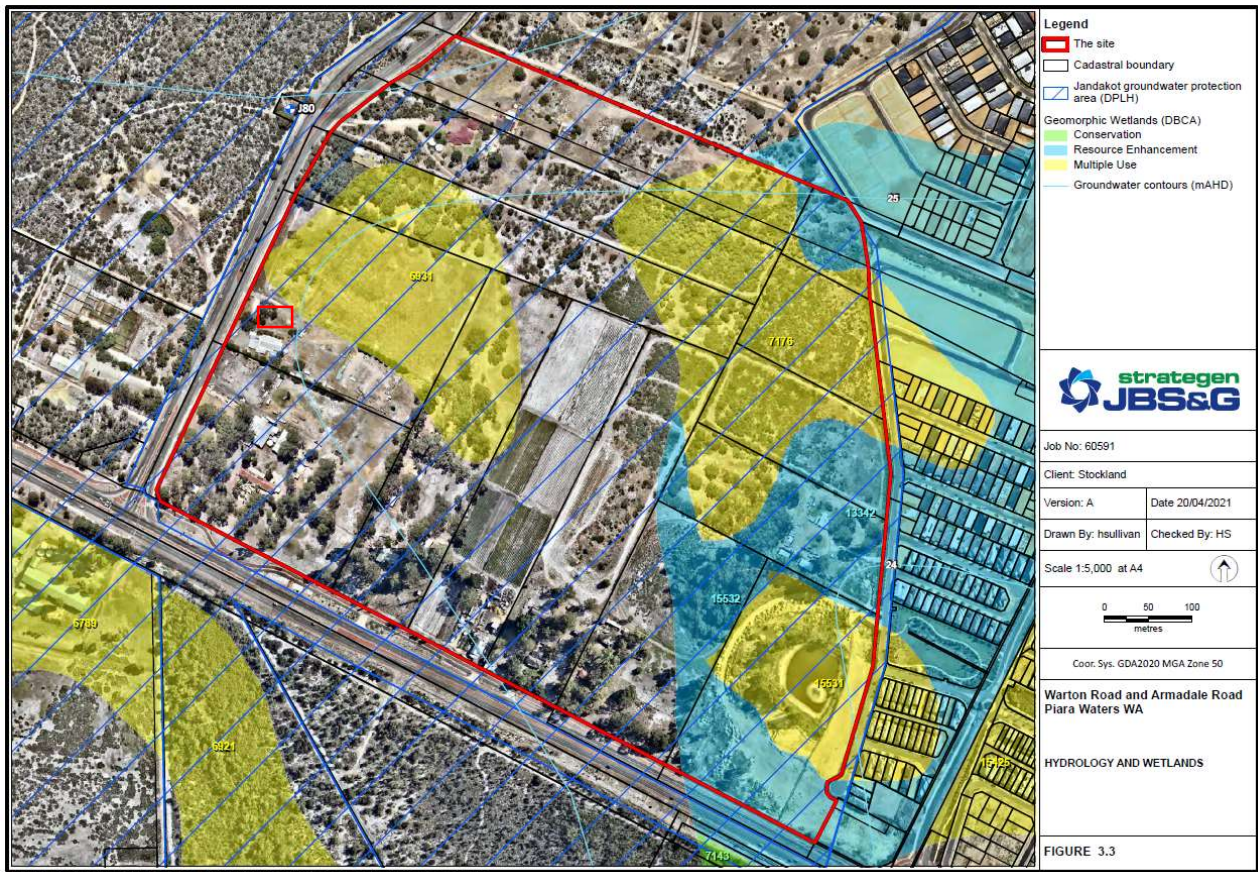 26
J80
25
6931
7176
13342
24
15532
15531
6789
6921
7143
15425
Legend
The site
Cadastral boundary
Jandakot groundwater protection
area (DPLH)
Geomorphic Wetlands (DBCA)
Conservation
Resource Enhancement
Multiple Use
Groundwater contours (mAHD)
strategen
JBS&G
Job No: 60591
Client: Stockland
Version: A
Date 20/04/2021
Drawn By: hsullivan
Checked By: HS
Scale 1:5,000 at A4
0 50 100
metres
Coor. Sys. GDA2020 MGA Zone 50
Warton Road and Armadale Road
Piara Waters WA
HYDROLOGY AND WETLANDS
FIGURE 3.3